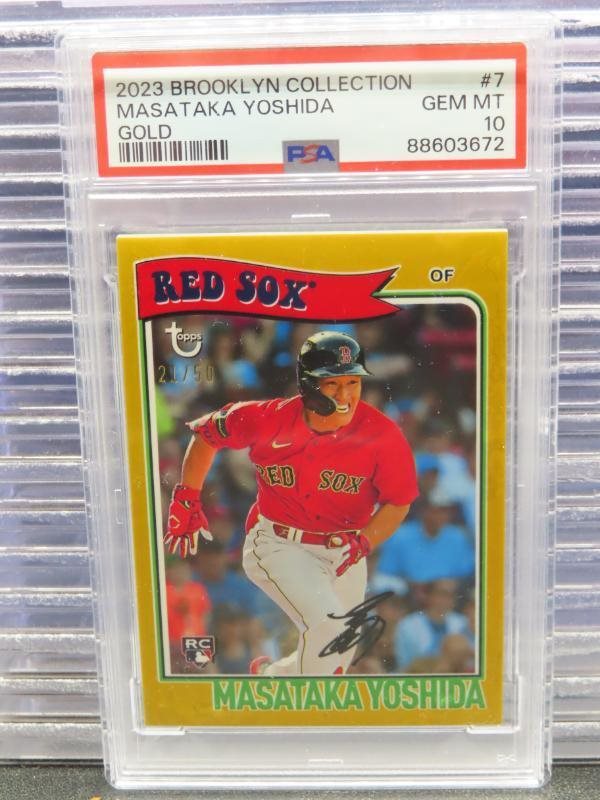 2023 BROOKLYN COLLECTION #7
MASATAKA YOSHIDA GEM MT
GOLD 10
PSA 88603672
RED SOX
OF
topps
21/50
B
RED SOX
RC
MASATAKA YOSHIDA